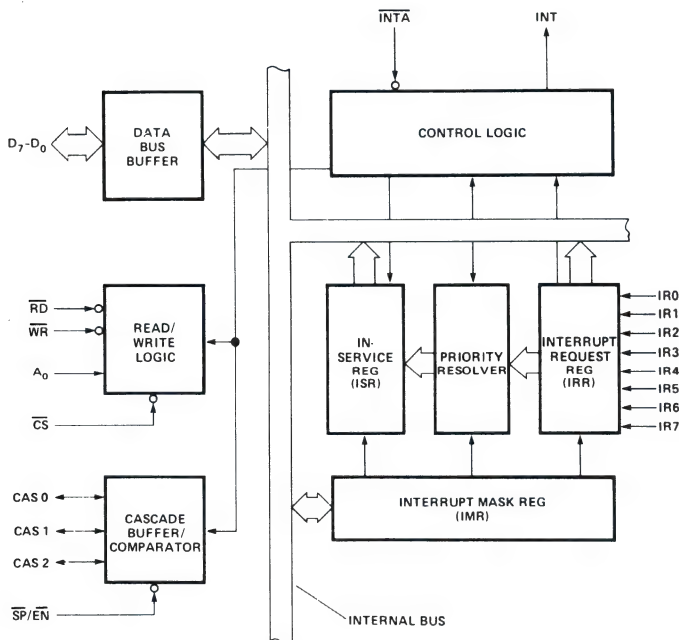 INTA
INT
DATA
BUS
BUFFER
D7-D0
CONTROL LOGIC
RD
WR
A0
CS
READ/
WRITE
LOGIC
IN-
SERVICE
REG
(ISR)
PRIORITY
RESOLVER
INTERRUPT
REQUEST
REG
(IRR)
IR0
IR1
IR2
IR3
IR4
IR5
IR6
IR7
CAS 0
CAS 1
CAS 2
CASCADE
BUFFER/
COMPARATOR
SP/EN
INTERRUPT MASK REG
(IMR)
INTERNAL BUS